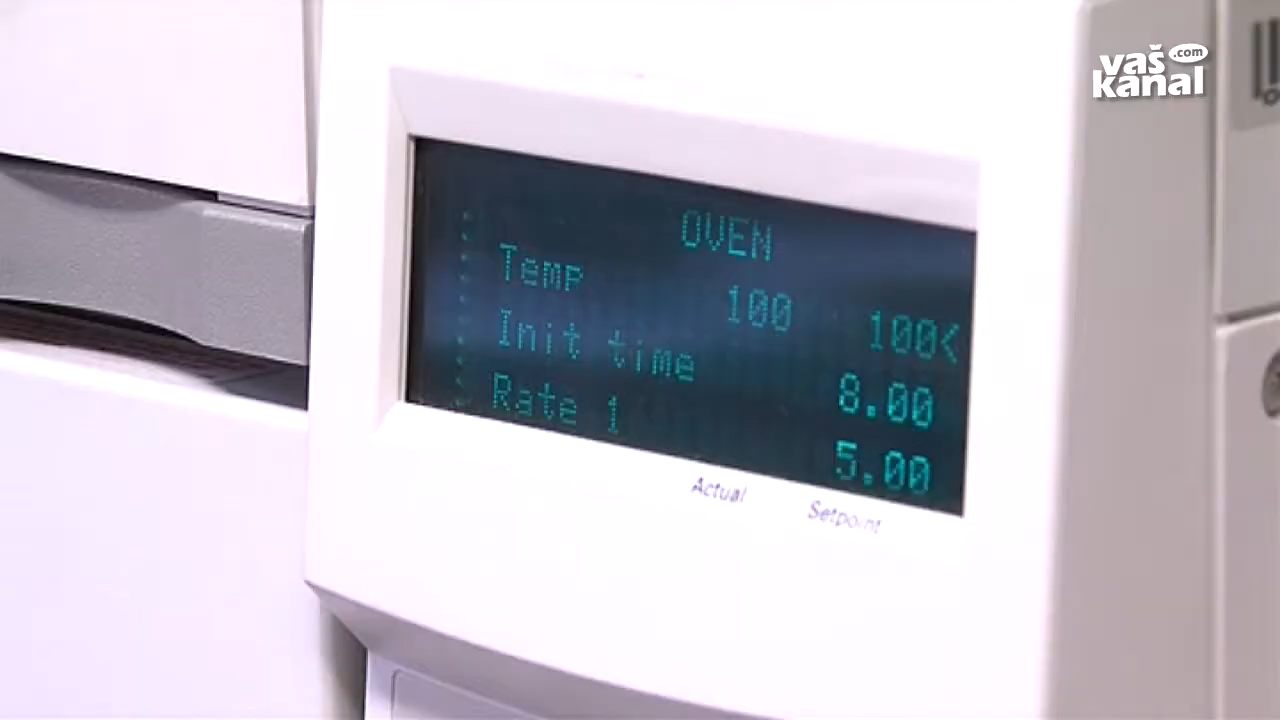 vaš .com
kanal
OVEN
Temp 100 100<
Init time 8.00
Rate 1 5.00
Actual Setpoint